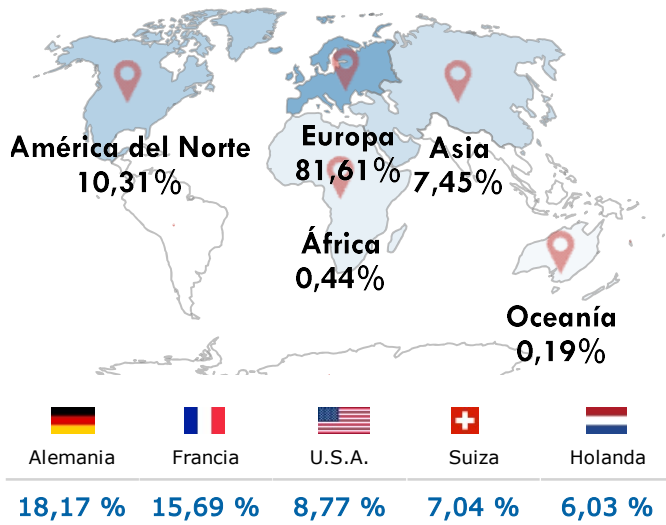 América del Norte
10,31%
Europa
81,61%
Asia
7,45%
África
0,44%
Oceanía
0,19%
Alemania Francia U.S.A. Suiza Holanda
18,17 % 15,69 % 8,77 % 7,04 % 6,03 %